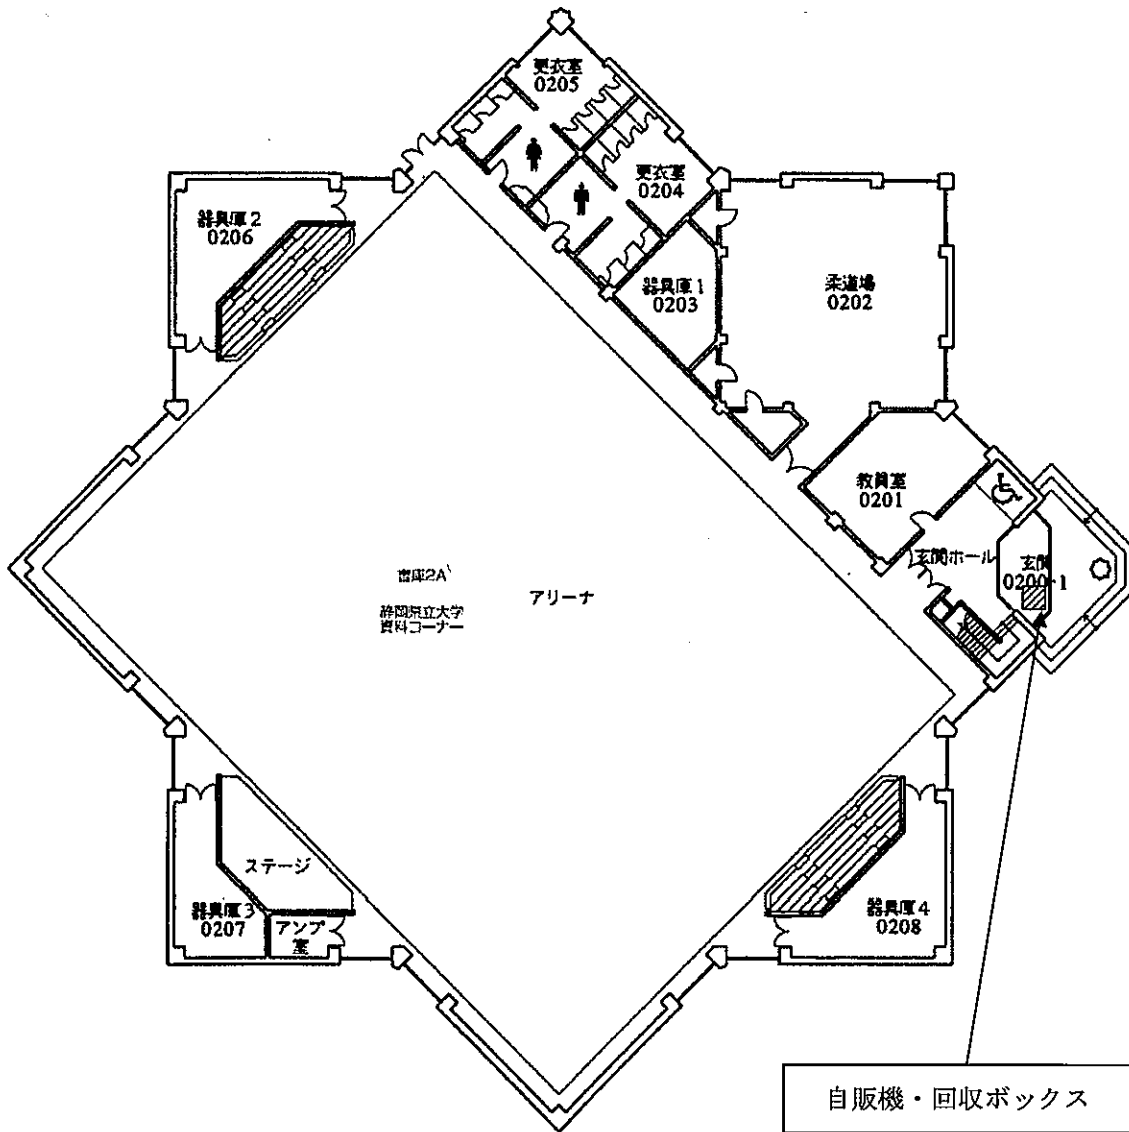 更衣室
0205
更衣室
0204
器具庫2
0206
器具庫1
0203
柔道場
0202
教員室
0201
玄関ホール
玄関
0200-1
書庫2A
静岡県立大学
資料コーナー
アリーナ
ステージ
器具庫3
0207
アンプ
室
器具庫4
0208
自販機・回収ボックス